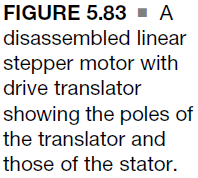 FIGURE 5.83 ■ A
disassembled linear
stepper motor with
drive translator
showing the poles of
the translator and
those of the stator.